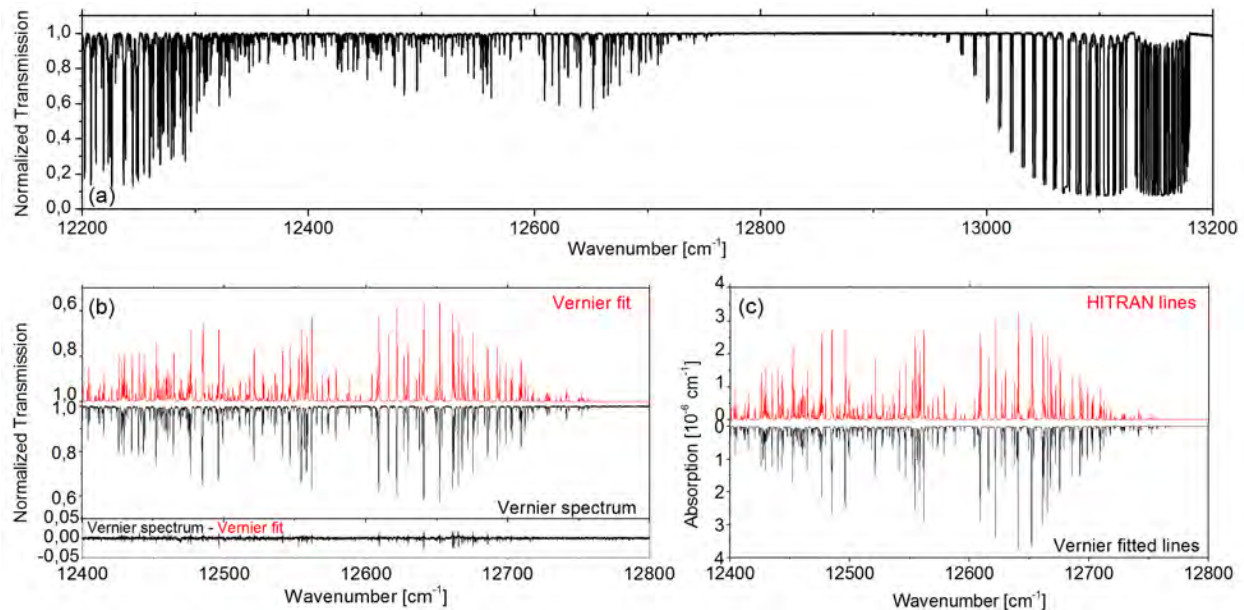 1,0
0,8
0,6
0,4
0,2
0,0
Normalized Transmission
(a)
12200 12400 12600 12800 13000 13200
Wavenumber [cm⁻¹]
(b)
Vernier fit
0,6
0,8
1,0
1,0
0,8
0,6
Normalized Transmission
Vernier spectrum
0,05
0,00
-0,05
Vernier spectrum - Vernier fit
12400 12500 12600 12700 12800
Wavenumber [cm⁻¹]
(c)
HITRAN lines
4
3
2
1
0
0
1
2
3
4
Absorption [10⁻⁶ cm⁻¹]
Vernier fitted lines
12400 12500 12600 12700 12800
Wavenumber [cm⁻¹]